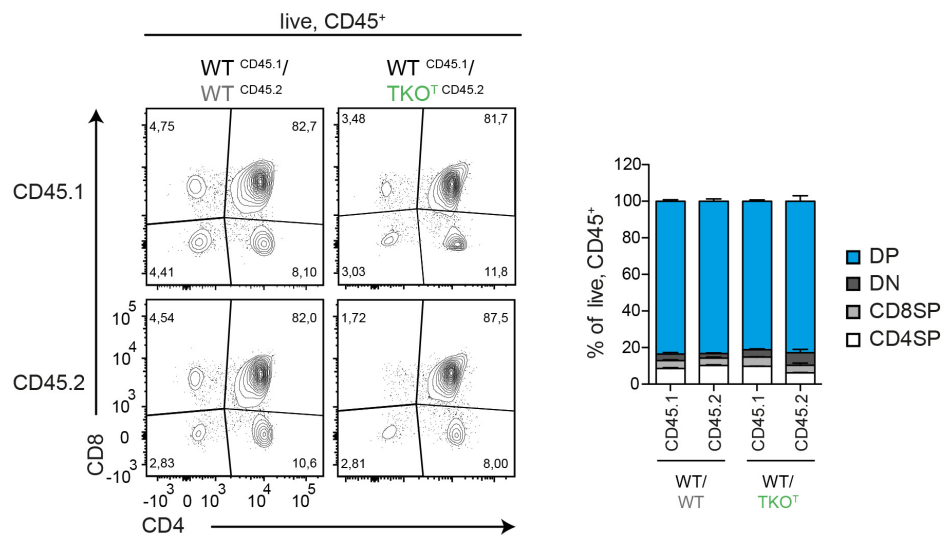 live, CD45+
WT CD45.1/
WT CD45.2
WT CD45.1/
TKOT CD45.2
CD45.1
4,75 82,7
4,41 8,10
3,48 81,7
3,03 11,8
CD45.2
4,54 82,0
2,83 10,6
1,72 87,5
2,81 8,00
10^5
10^4
10^3
0
-10^3
CD8
-10^3 0 10^3 10^4 10^5
CD4
% of live, CD45+
120
100
80
60
40
20
0
CD45.1
CD45.2
CD45.1
CD45.2
WT/
WT
WT/
TKOT
DP
DN
CD8SP
CD4SP